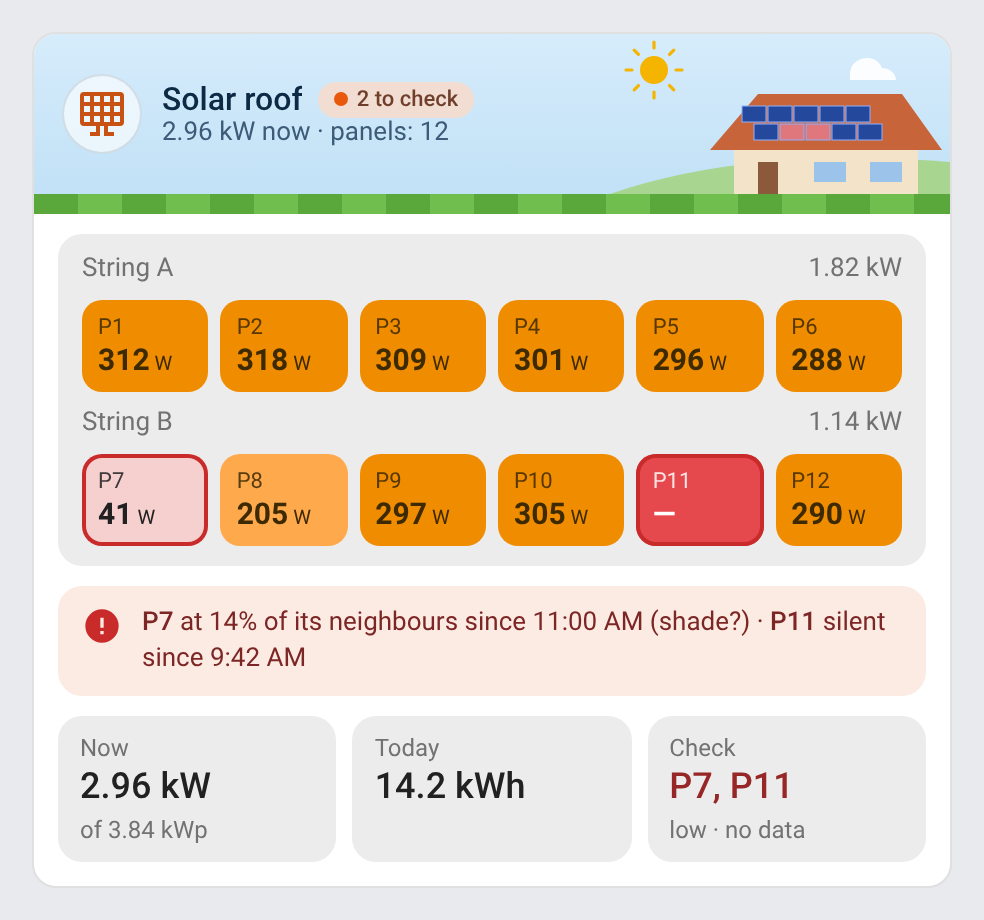 Solar roof
2 to check
2.96 kW now · panels: 12
String A
1.82 kW
P1
P2
P3
P4
P5
P6
312 W
318 W
309 W
301 W
296 W
288 W
String B
1.14 kW
P7
P8
P9
P10
P11
P12
41 W
205 W
297 W
305 W
–
290 W
P7 at 14% of its neighbours since 11:00 AM (shade?) · P11 silent
since 9:42 AM
Now
Today
Check
2.96 kW
14.2 kWh
P7, P11
of 3.84 kWp
low · no data